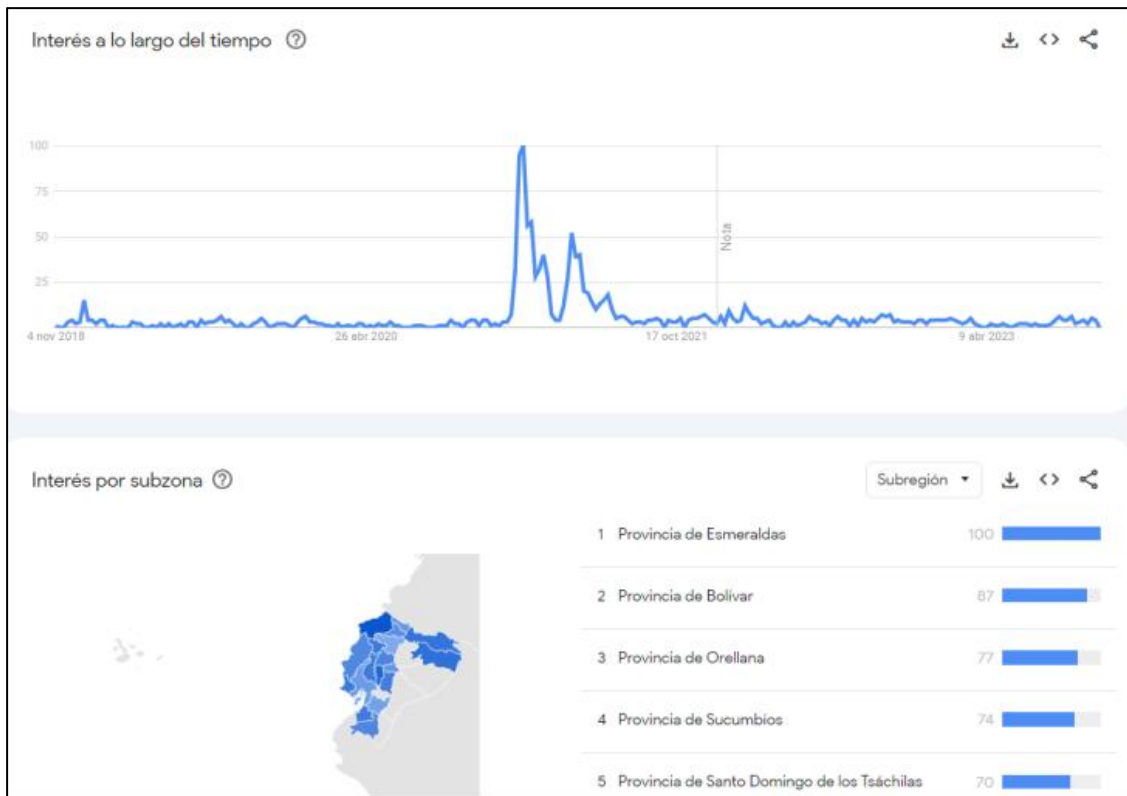 Interés a lo largo del tiempo
100
75
50
25
Nota
4 nov 2018
26 abr 2020
17 oct 2021
9 abr 2023
Interés por subzona
Subregión
1 Provincia de Esmeraldas 100
2 Provincia de Bolívar 87
3 Provincia de Orellana 77
4 Provincia de Sucumbios 74
5 Provincia de Santo Domingo de los Tsáchilas 70